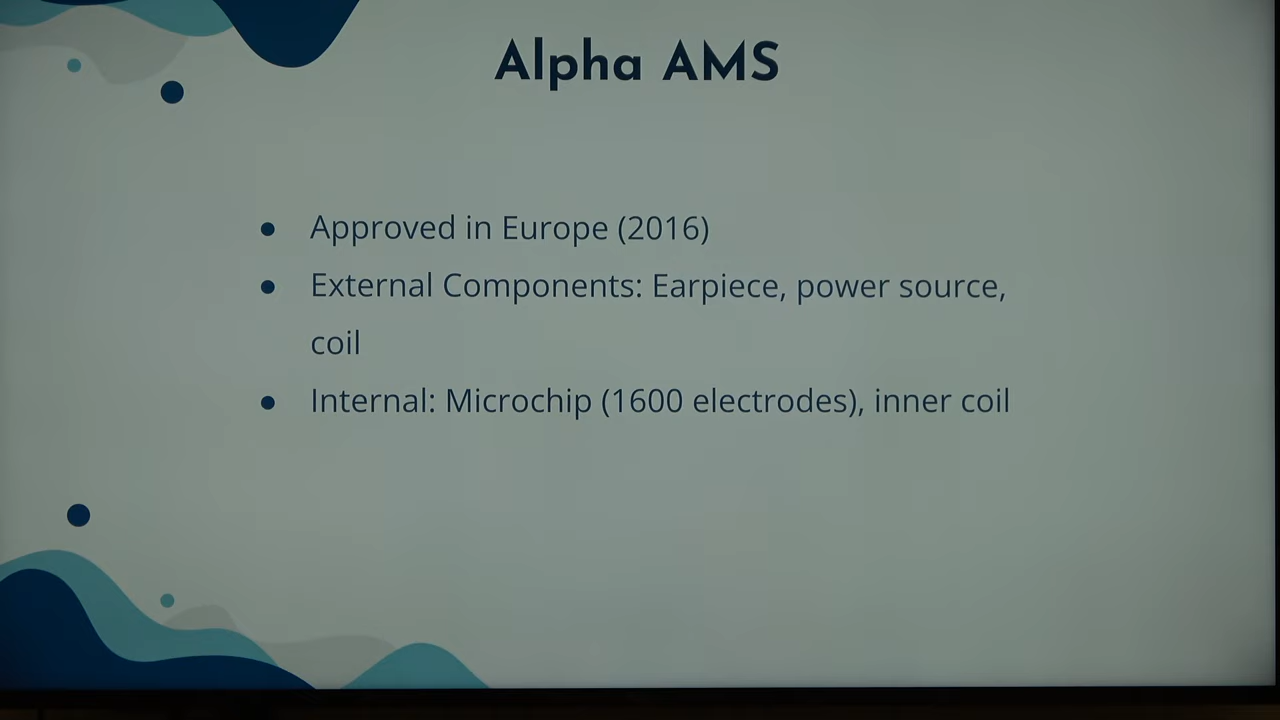 Alpha AMS
● Approved in Europe (2016)
● External Components: Earpiece, power source,
coil
● Internal: Microchip (1600 electrodes), inner coil